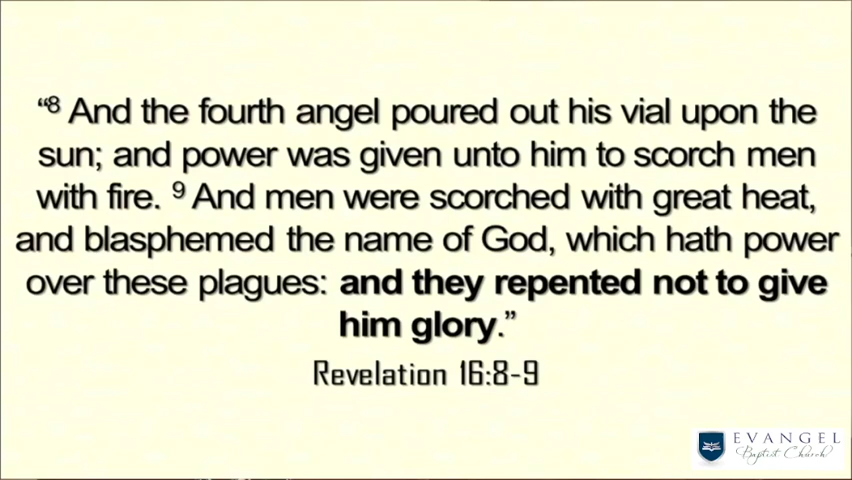 “⁸ And the fourth angel poured out his vial upon the
sun; and power was given unto him to scorch men
with fire. ⁹ And men were scorched with great heat,
and blasphemed the name of God, which hath power
over these plagues: and they repented not to give
him glory.”
Revelation 16:8-9
EVANGEL
Baptist Church